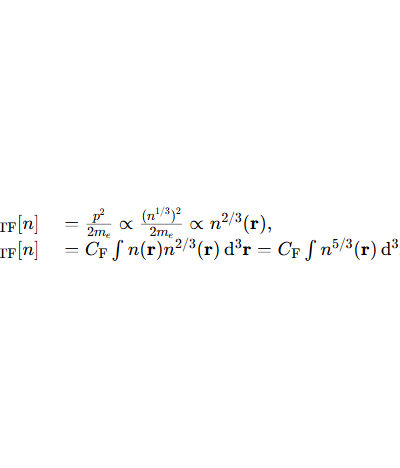 TF[n] = p²/2mₑ ∝ (n^{1/3})²/2mₑ ∝ n^{2/3}(𝐫),
TF[n] = C_F ∫ n(𝐫)n^{2/3}(𝐫) d³𝐫 = C_F ∫ n^{5/3}(𝐫) d³